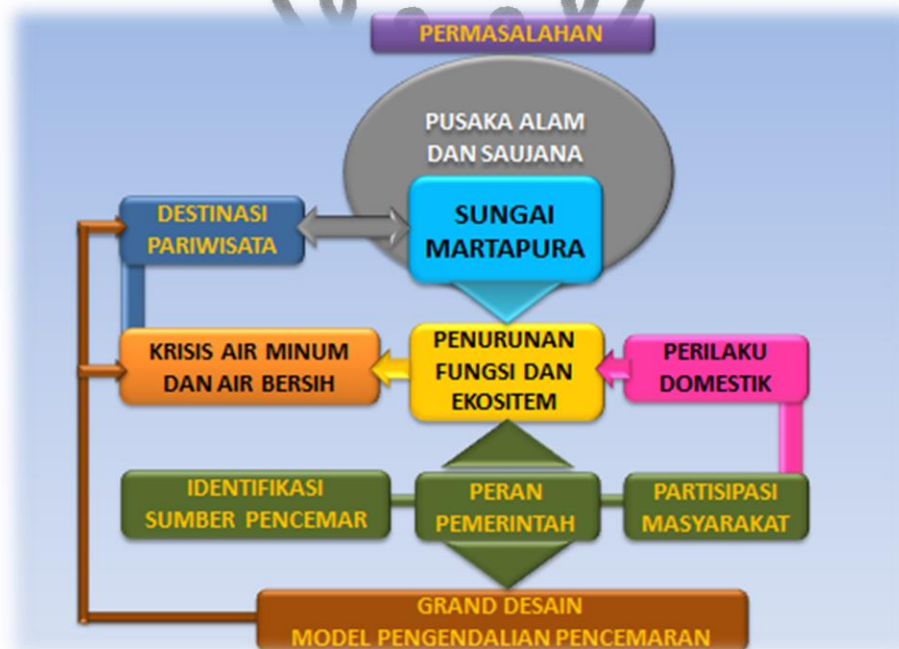 PERMASALAHAN
PUSAKA ALAM
DAN SAUJANA
SUNGAI
MARTAPURA
DESTINASI
PARIWISATA
KRISIS AIR MINUM
DAN AIR BERSIH
PENURUNAN
FUNGSI DAN
EKOSITEM
PERILAKU
DOMESTIK
IDENTIFIKASI
SUMBER PENCEMAR
PERAN
PEMERINTAH
PARTISIPASI
MASYARAKAT
GRAND DESAIN
MODEL PENGENDALIAN PENCEMARAN